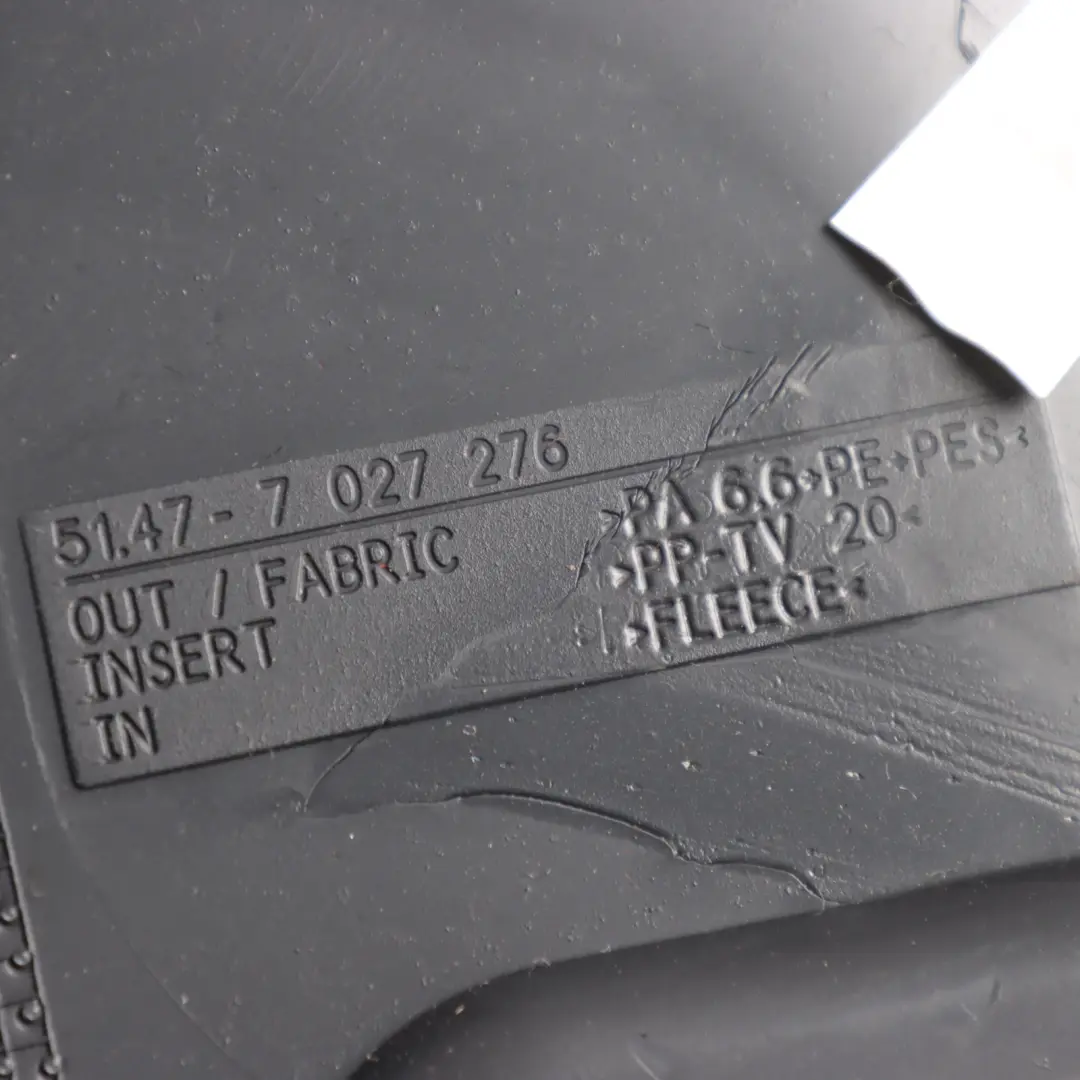 51.47 - 7 027 276
OUT / FABRIC >PA 6.6+PE+PES<
INSERT >PP-TV 20<
IN >FLEECE<